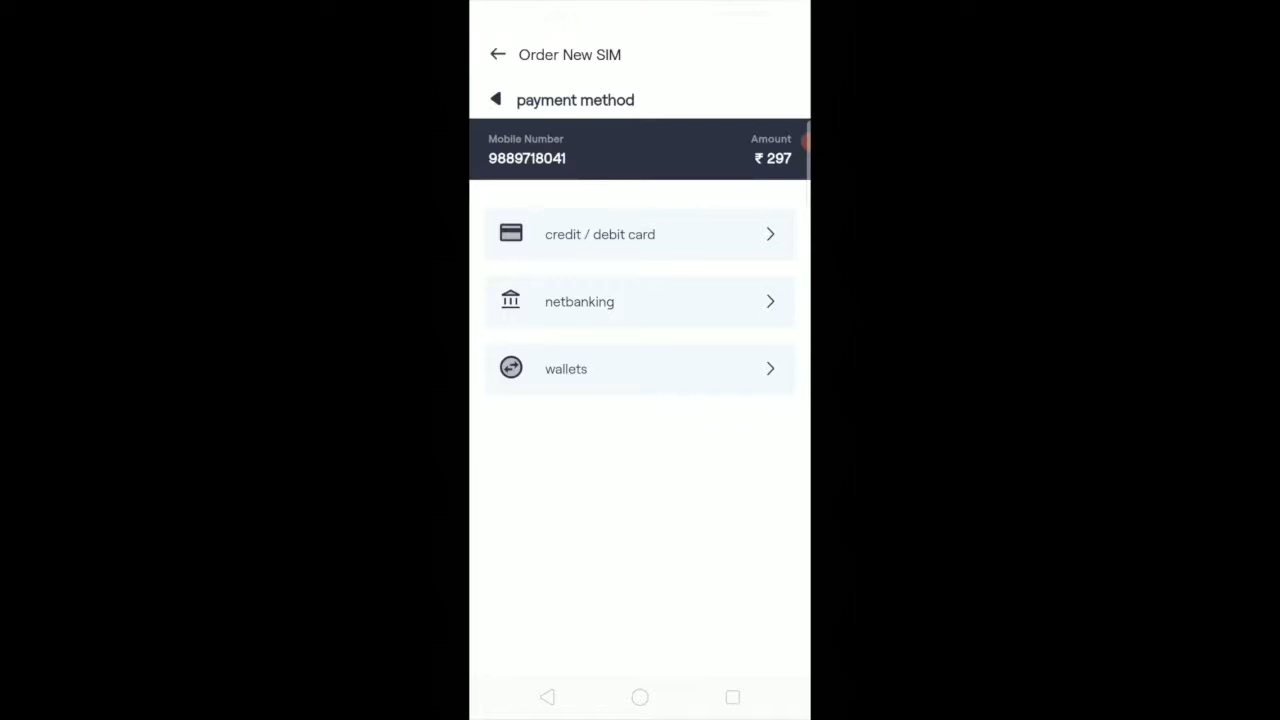 Order New SIM
payment method
Mobile Number Amount
9889718041 ₹ 297
credit / debit card
netbanking
wallets